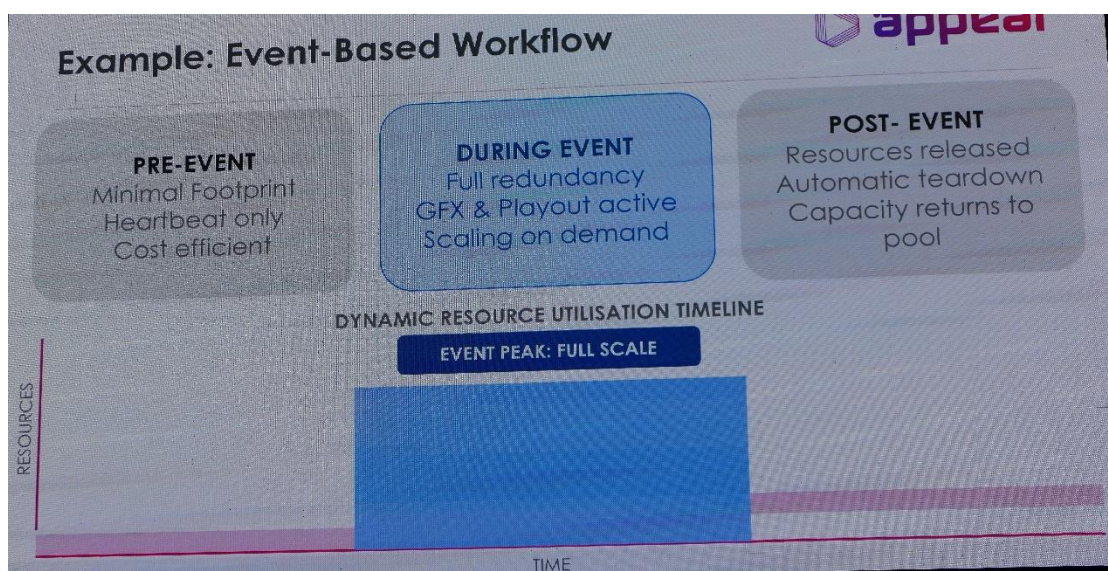 appear
Example: Event-Based Workflow
PRE-EVENT
Minimal Footprint
Heartbeat only
Cost efficient
DURING EVENT
Full redundancy
GFX & Playout active
Scaling on demand
POST- EVENT
Resources released
Automatic teardown
Capacity returns to
pool
DYNAMIC RESOURCE UTILISATION TIMELINE
EVENT PEAK: FULL SCALE
RESOURCES
TIME